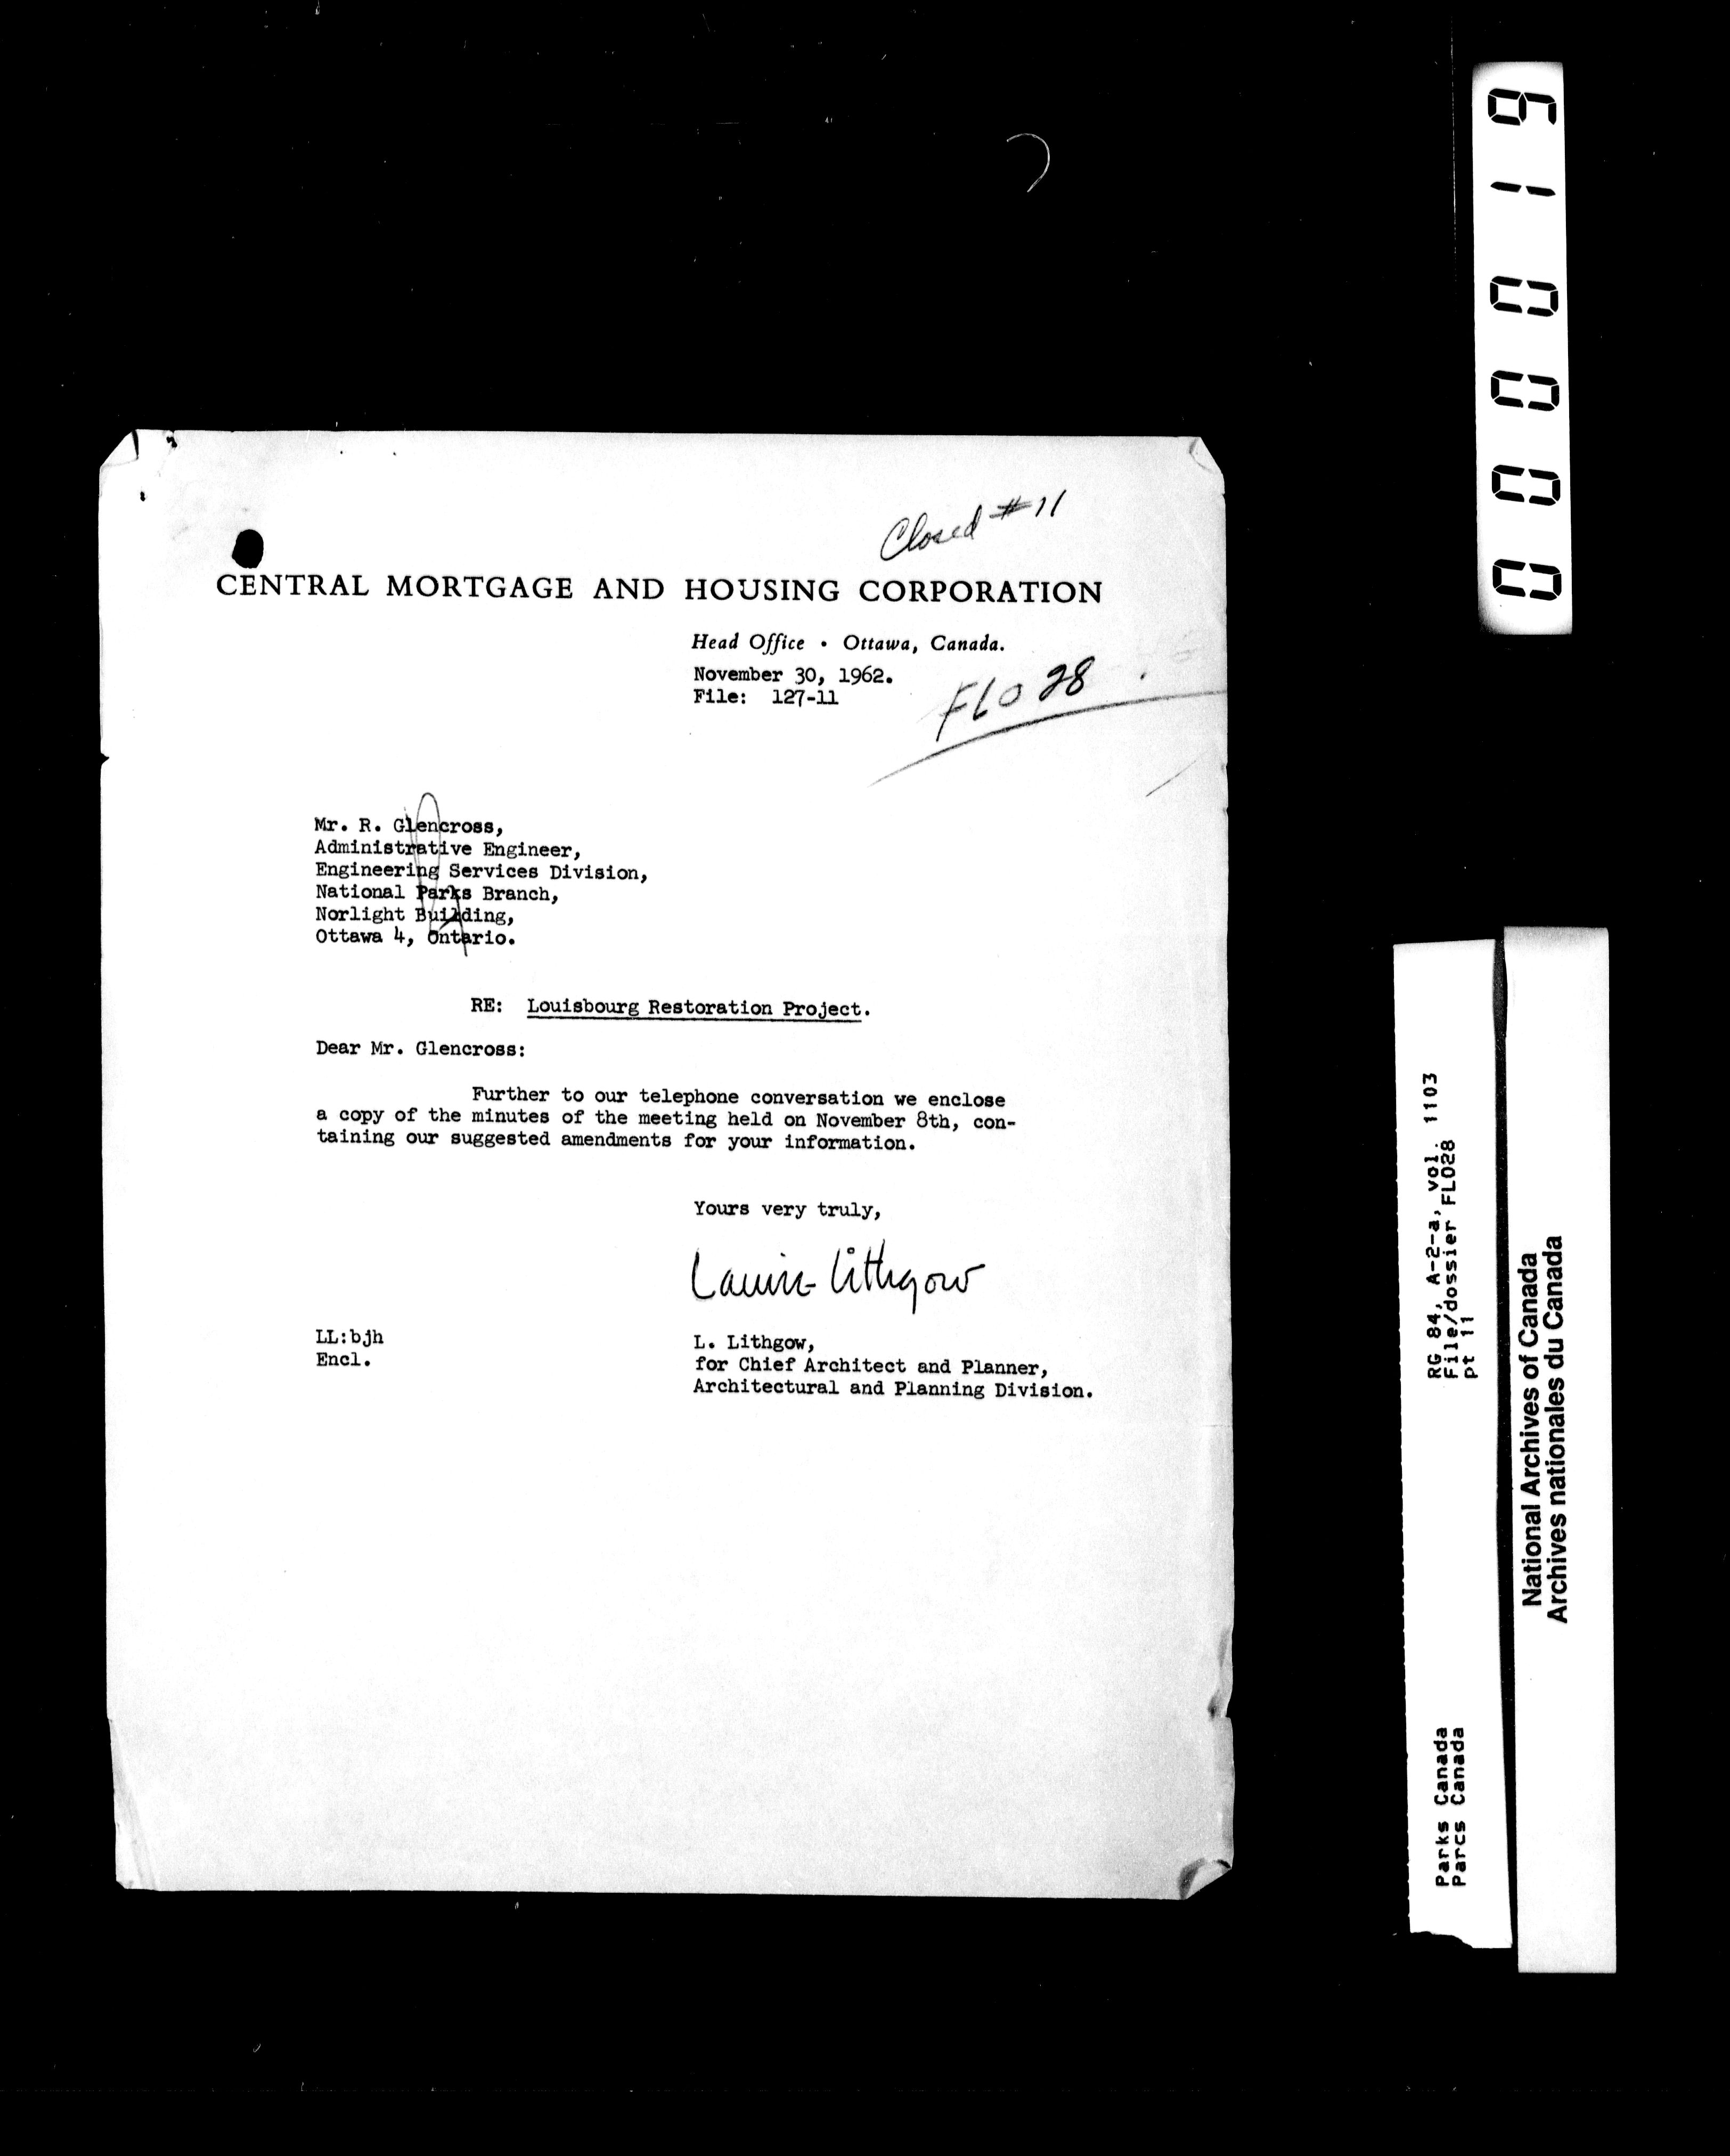 Closed #11
CENTRAL MORTGAGE AND HOUSING CORPORATION
Head Office • Ottawa, Canada.
November 30, 1962.
File: 127-11
FLO 28
Mr. R. Glencross,
Administrative Engineer,
Engineering Services Division,
National Parks Branch,
Norlight Building,
Ottawa 4, Ontario.
RE: Louisbourg Restoration Project.
Dear Mr. Glencross:
Further to our telephone conversation we enclose
a copy of the minutes of the meeting held on November 8th, con-
taining our suggested amendments for your information.
Yours very truly,
Laurie Lithgow
LL:bjh
Encl.
L. Lithgow,
for Chief Architect and Planner,
Architectural and Planning Division.
000019
RG 84, A-2-a, vol. 1103
File/dossier FLO28
pt 11
Parks Canada
Parcs Canada
National Archives of Canada
Archives nationales du Canada